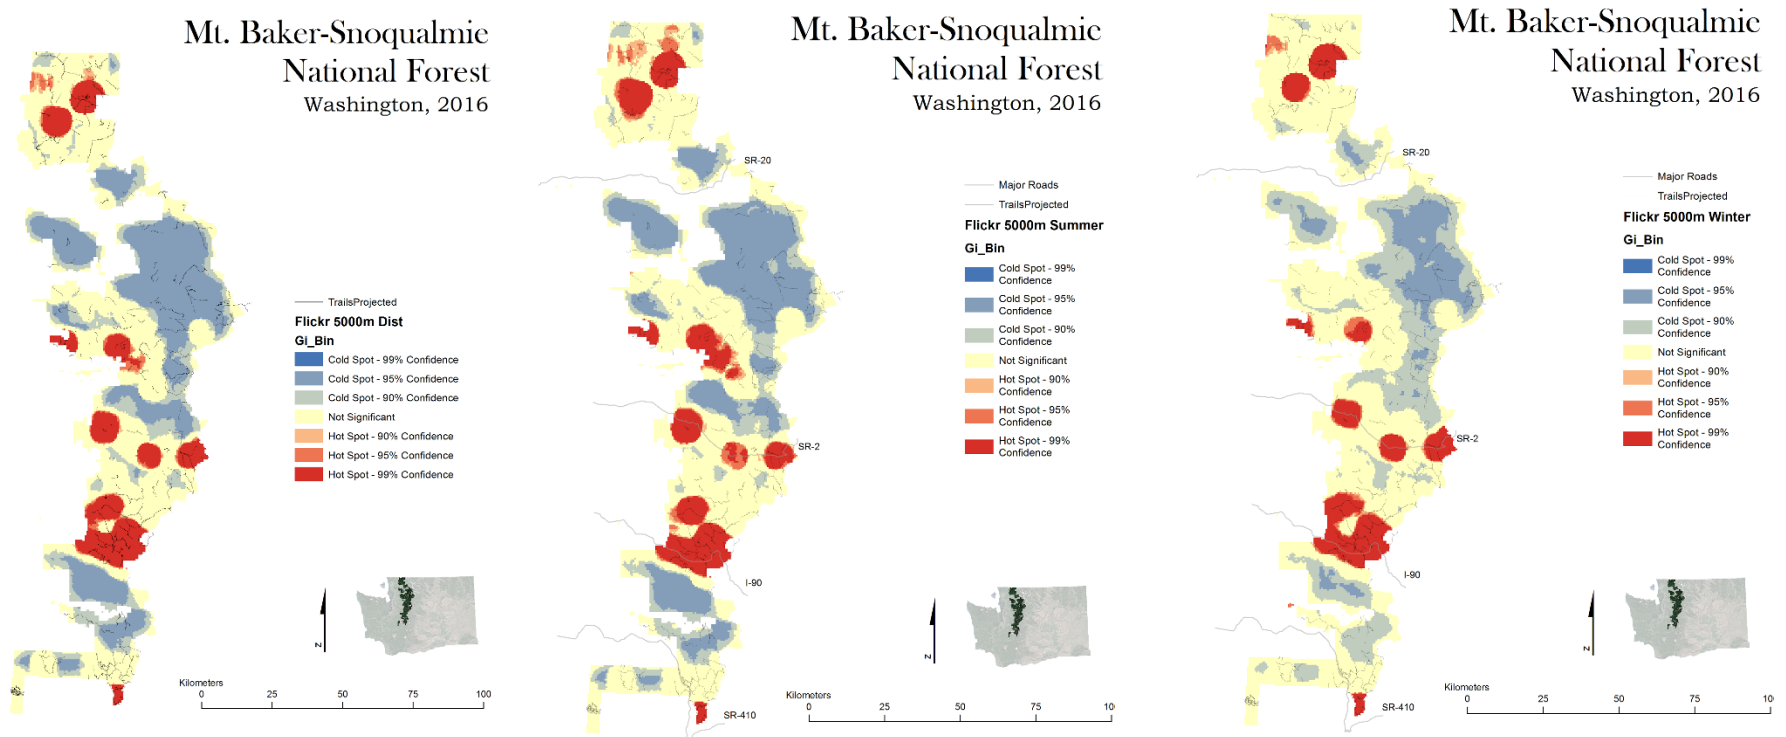 Mt. Baker-Snoqualmie
National Forest
Washington, 2016
TrailsProjected
Flickr 5000m Dist
Gi_Bin
Cold Spot - 99% Confidence
Cold Spot - 95% Confidence
Cold Spot - 90% Confidence
Not Significant
Hot Spot - 90% Confidence
Hot Spot - 95% Confidence
Hot Spot - 99% Confidence
N
Kilometers
0 25 50 75 100
Mt. Baker-Snoqualmie
National Forest
Washington, 2016
SR-20
Major Roads
TrailsProjected
Flickr 5000m Summer
Gi_Bin
Cold Spot - 99%
Confidence
Cold Spot - 95%
Confidence
Cold Spot - 90%
Confidence
Not Significant
Hot Spot - 90%
Confidence
Hot Spot - 95%
Confidence
Hot Spot - 99%
Confidence
SR-2
I-90
N
SR-410
Kilometers
0 25 50 75 10
Mt. Baker-Snoqualmie
National Forest
Washington, 2016
SR-20
Major Roads
TrailsProjected
Flickr 5000m Winter
Gi_Bin
Cold Spot - 99%
Confidence
Cold Spot - 95%
Confidence
Cold Spot - 90%
Confidence
Not Significant
Hot Spot - 90%
Confidence
Hot Spot - 95%
Confidence
Hot Spot - 99%
Confidence
SR-2
I-90
N
SR-410
Kilometers
0 25 50 75 10